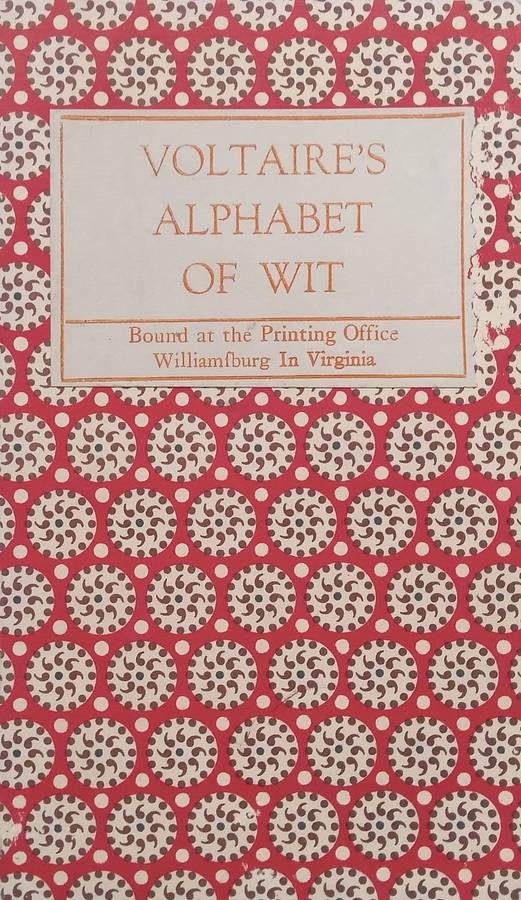 VOLTAIRE'S
ALPHABET
OF WIT
Bound at the Printing Office
Williamſburg In Virginia